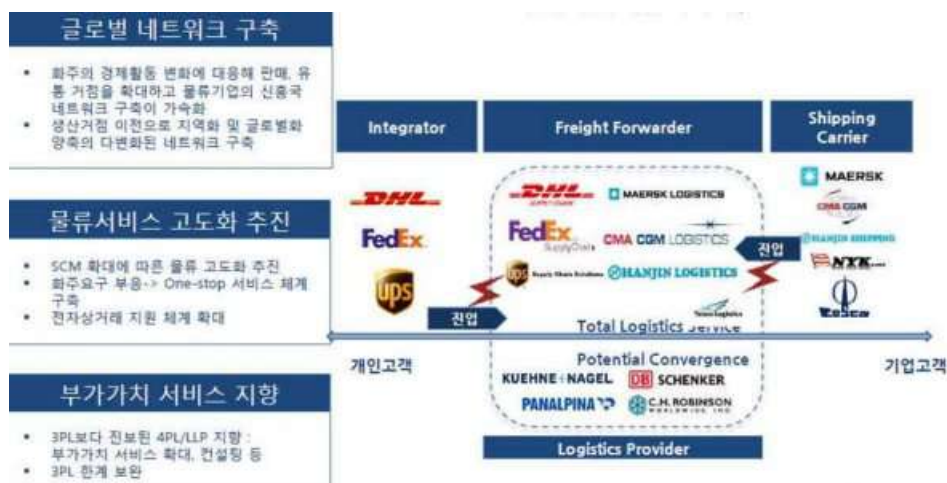 글로벌 네트워크 구축
화주의 경제활동 변화에 대응해 판매, 유
통 거점을 확대하고 물류기업의 신흥국
네트워크 구축이 가속화
생산거점 이전으로 지역화 및 글로벌화
양축의 다변화된 네트워크 구축
물류서비스 고도화 추진
SCM 확대에 따른 물류 고도화 추진
화주요구 부응-> One-stop 서비스 체계
구축
전자상거래 지원 체계 확대
부가가치 서비스 지향
3PL보다 진보된 4PL/LLP 지향 :
부가가치 서비스 확대, 컨설팅 등
3PL 한계 보완
Integrator
Freight Forwarder
Shipping
Carrier
DHL
FedEx
ups
진입
DHL
SUPPLY CHAIN
MAERSK LOGISTICS
FedEx
SupplyChain
CMA CGM LOGISTICS
ups Supply Chain Solutions
HANJIN LOGISTICS
진입
MAERSK
CMA CGM
HANJIN SHIPPING
NYK LINE
Total Logistics Service
개인고객
기업고객
Potential Convergence
KUEHNE+NAGEL
DB SCHENKER
PANALPINA
C.H. ROBINSON
WORLDWIDE, INC.
Logistics Provider